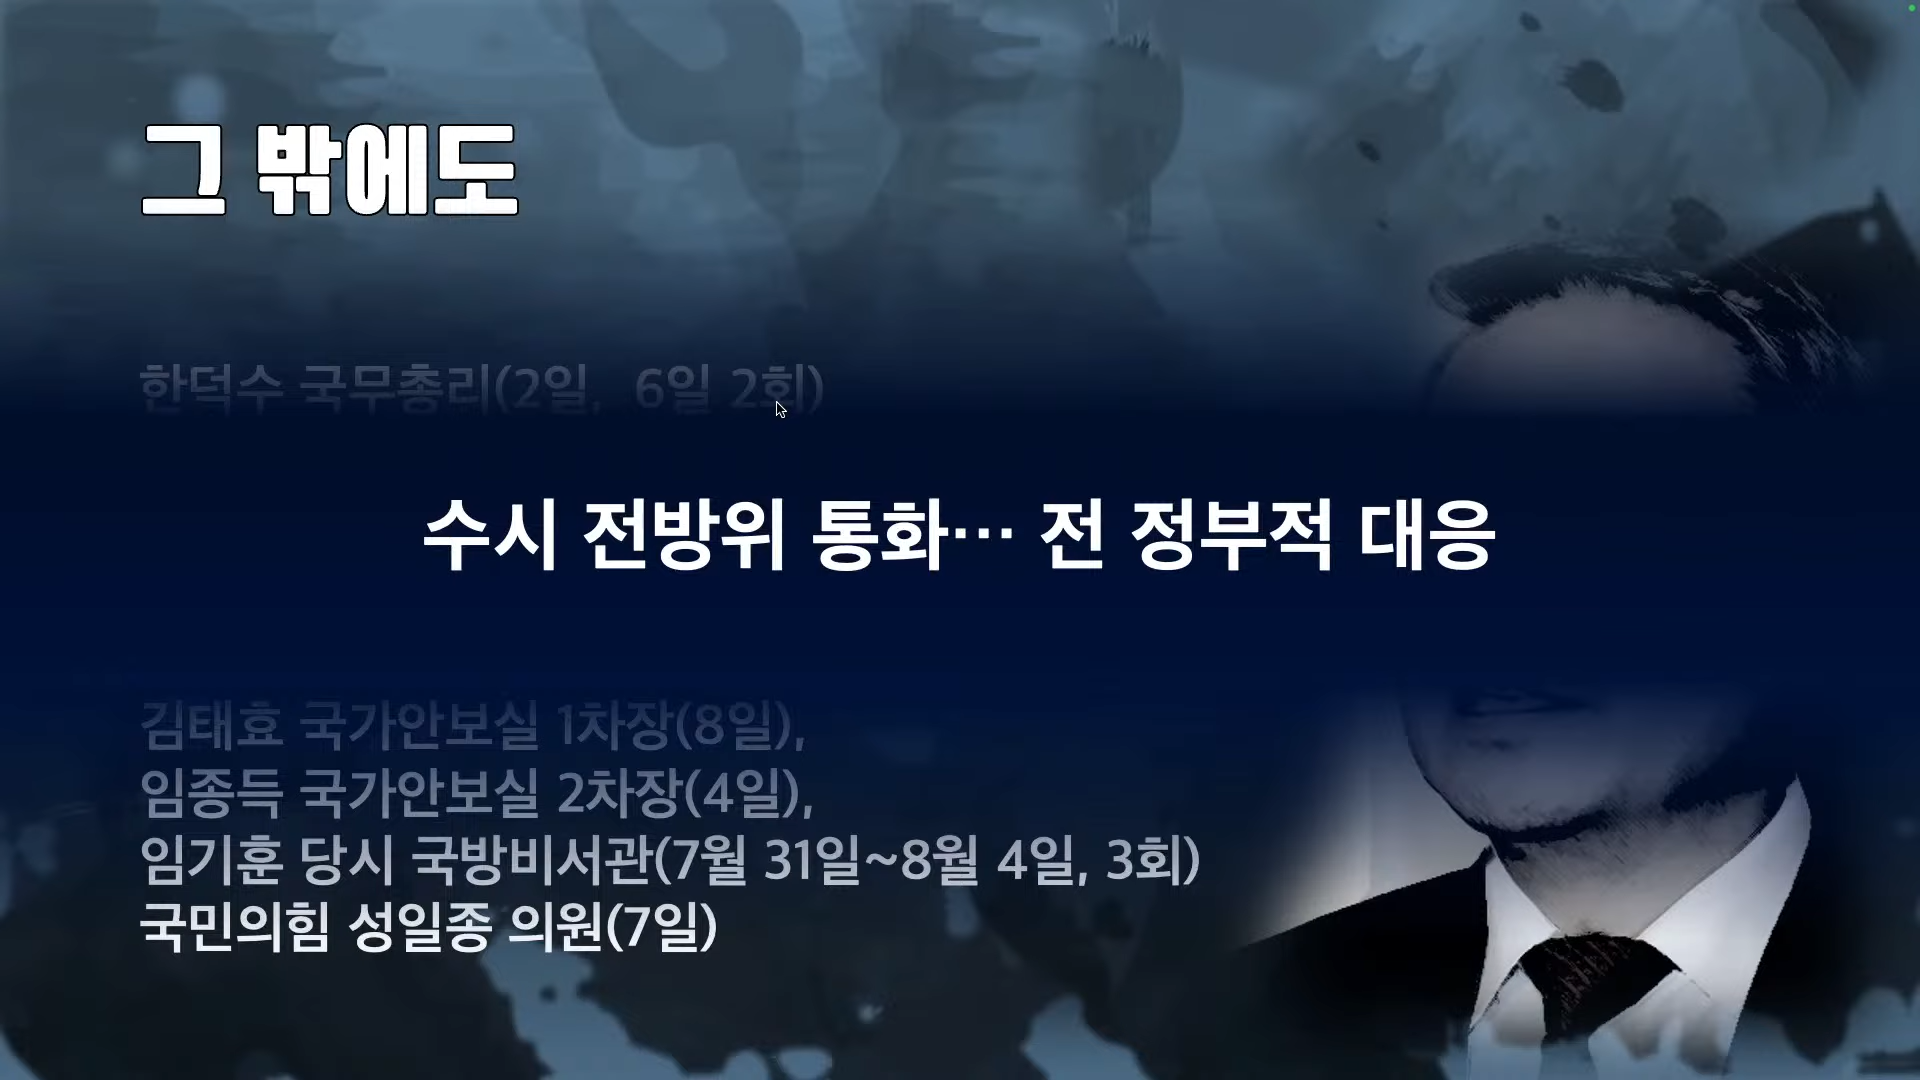 그 밖에도
한덕수 국무총리(2일, 6일 2회)
수시 전방위 통화… 전 정부적 대응
김태효 국가안보실 1차장(8일),
임종득 국가안보실 2차장(4일),
임기훈 당시 국방비서관(7월 31일~8월 4일, 3회)
국민의힘 성일종 의원(7일)